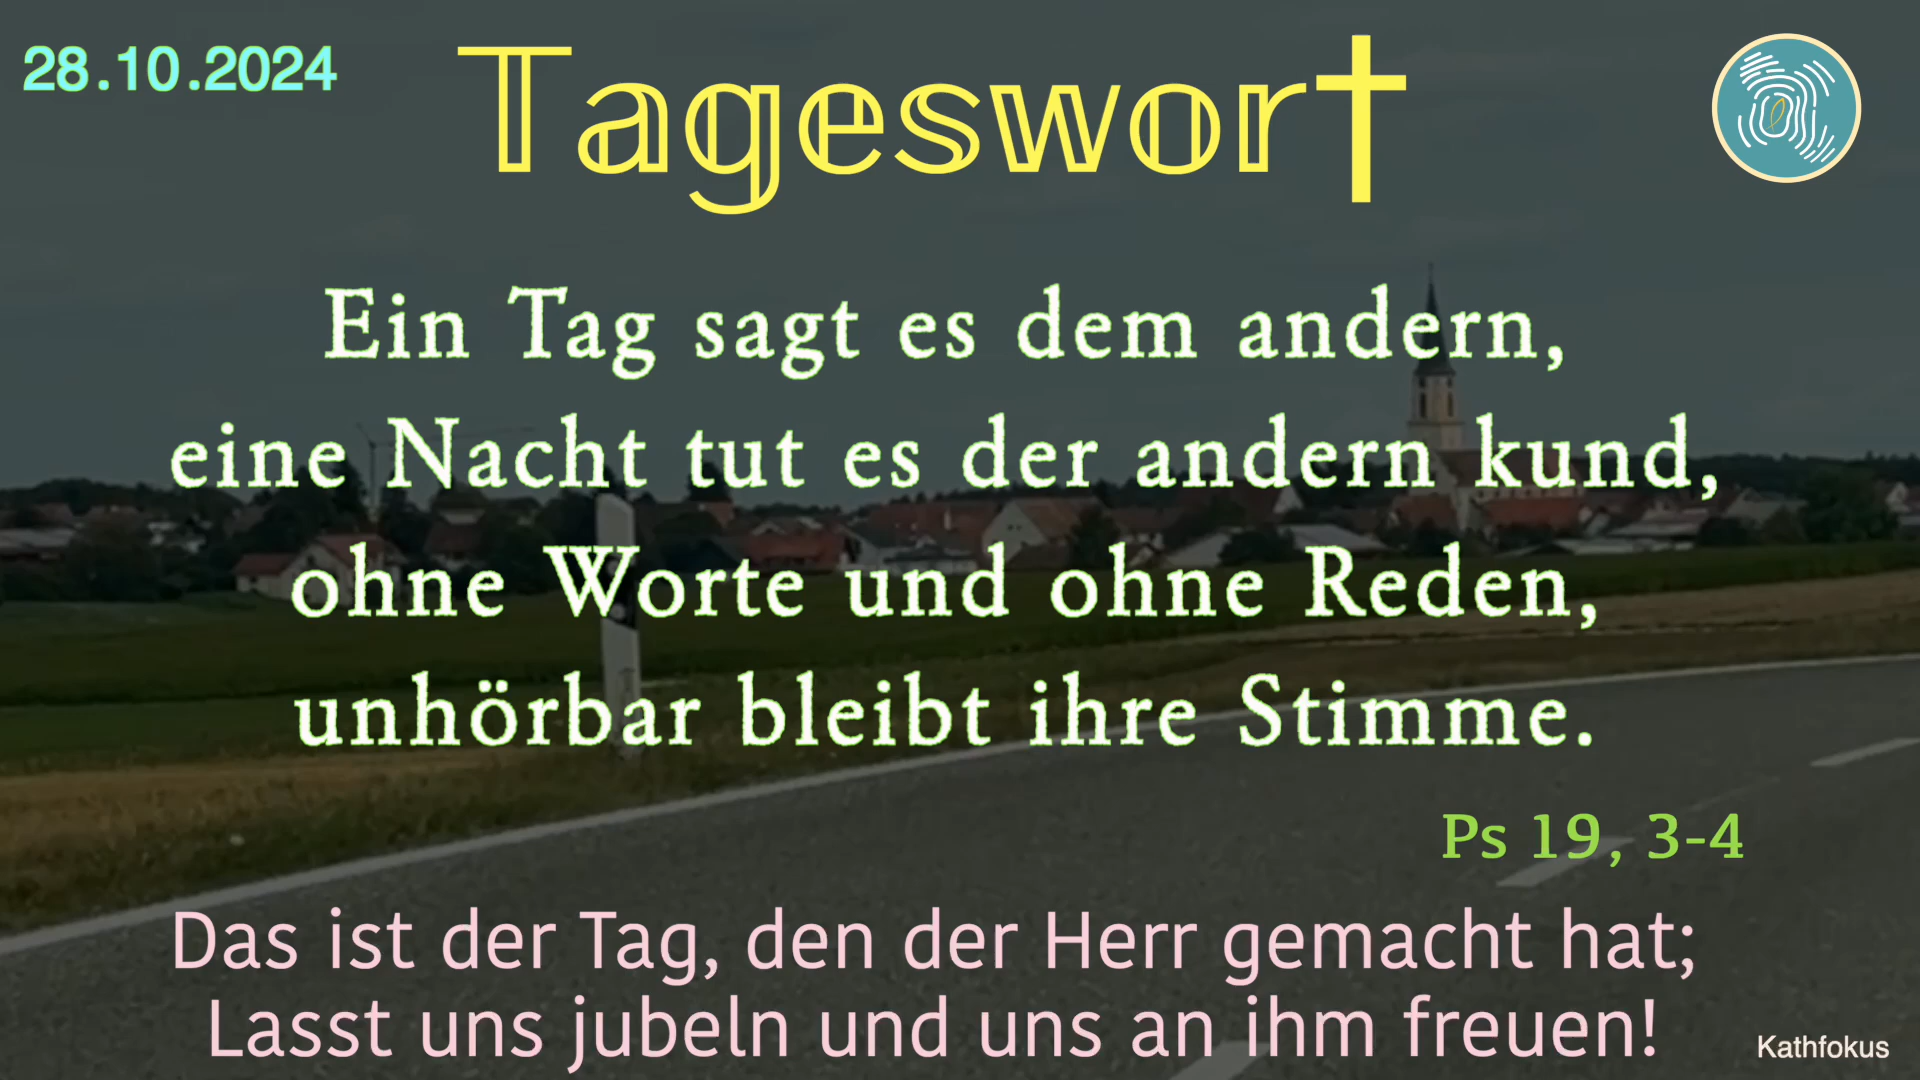 28.10.2024
Tageswort
Ein Tag sagt es dem andern,
eine Nacht tut es der andern kund,
ohne Worte und ohne Reden,
unhörbar bleibt ihre Stimme.
Ps 19, 3-4
Das ist der Tag, den der Herr gemacht hat;
Lasst uns jubeln und uns an ihm freuen!
Kathfokus